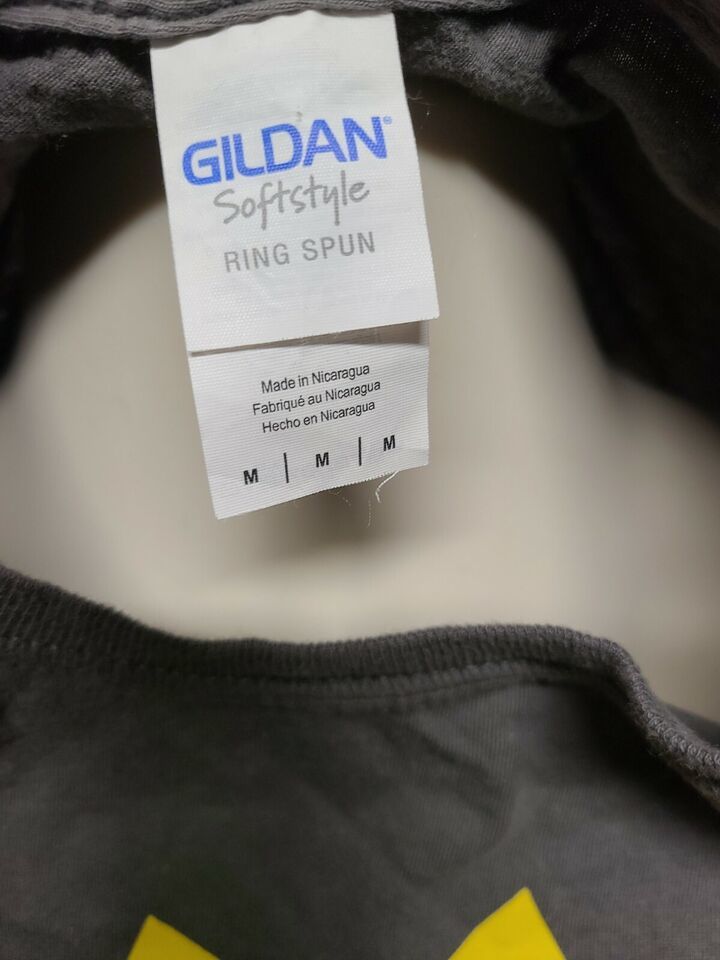 GILDAN®
Softstyle
RING SPUN
Made in Nicaragua
Fabriqué au Nicaragua
Hecho en Nicaragua
M | M | M